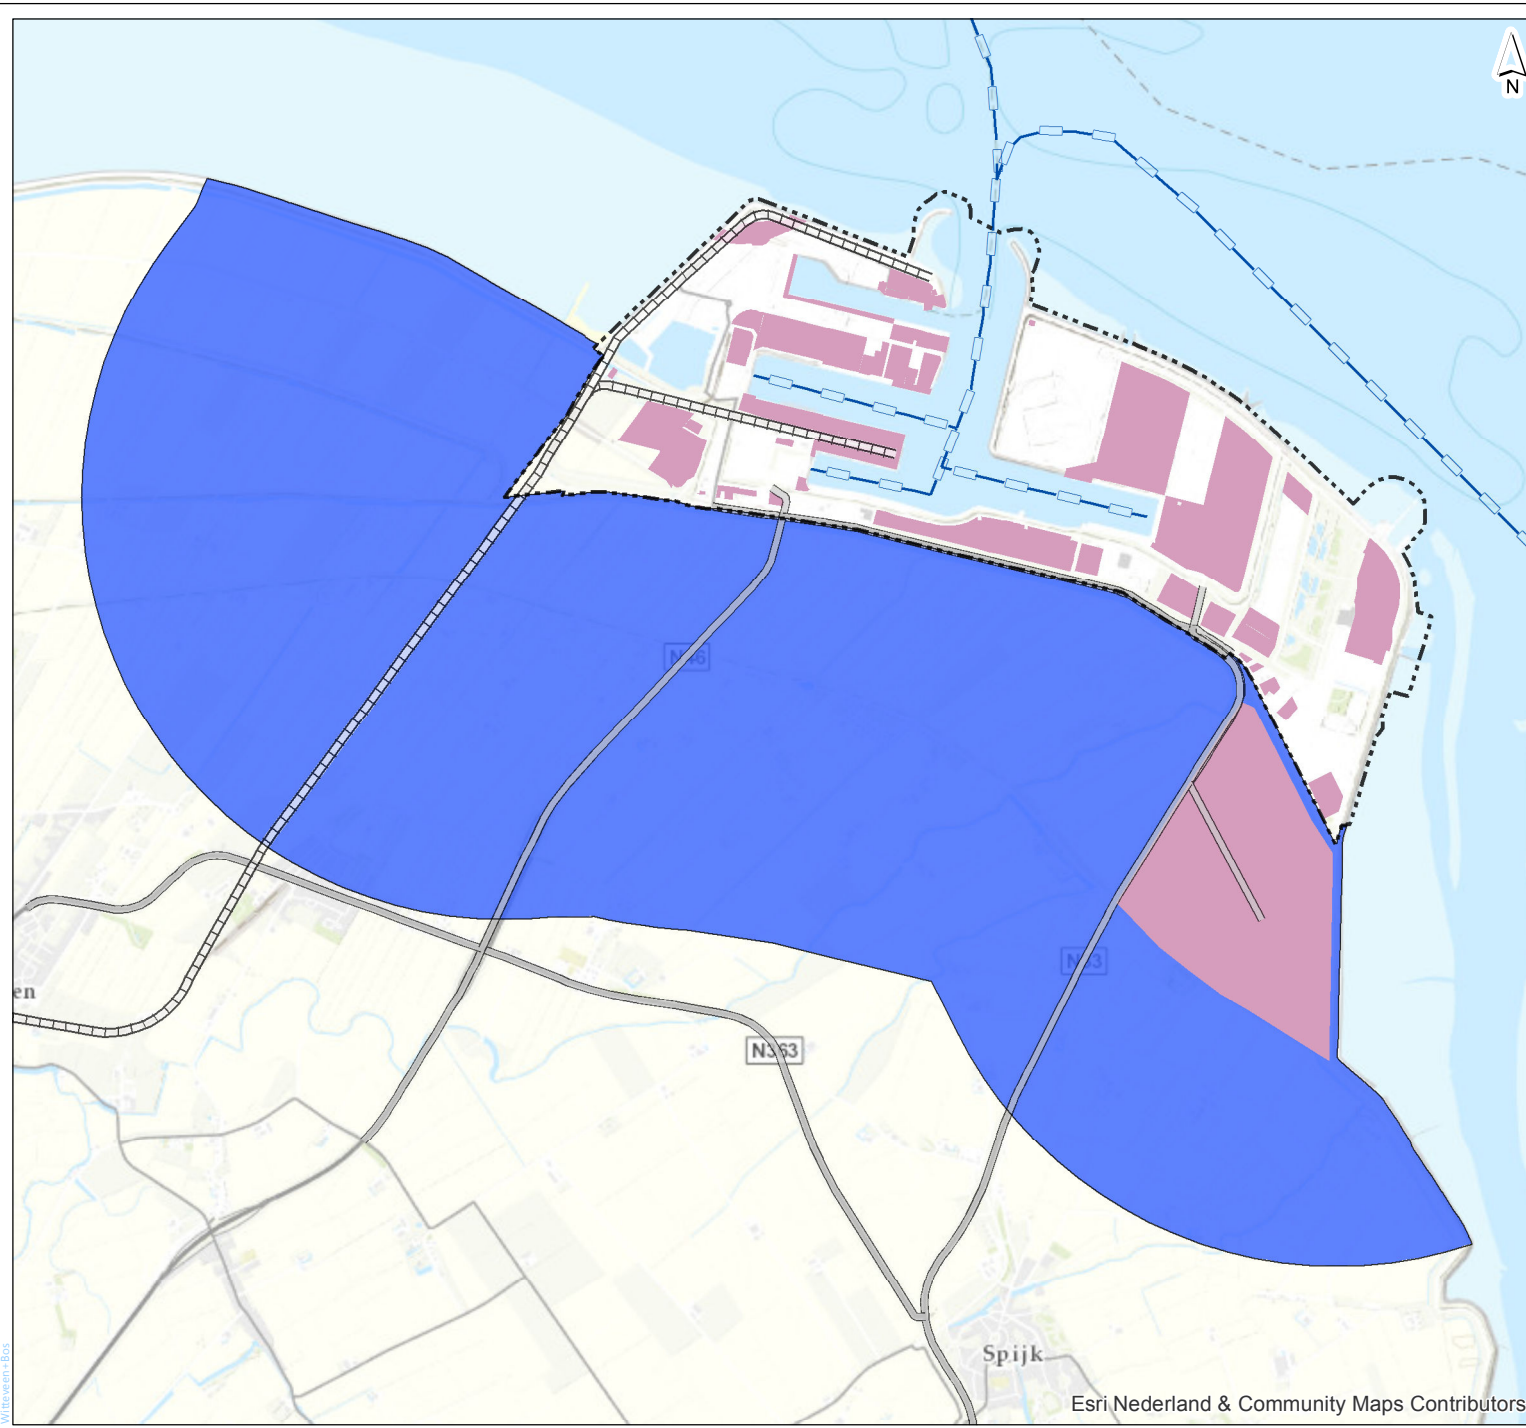 N
N46
N33
en
N363
Spijk
Esri Nederland & Community Maps Contributors
Witteveen+Bos